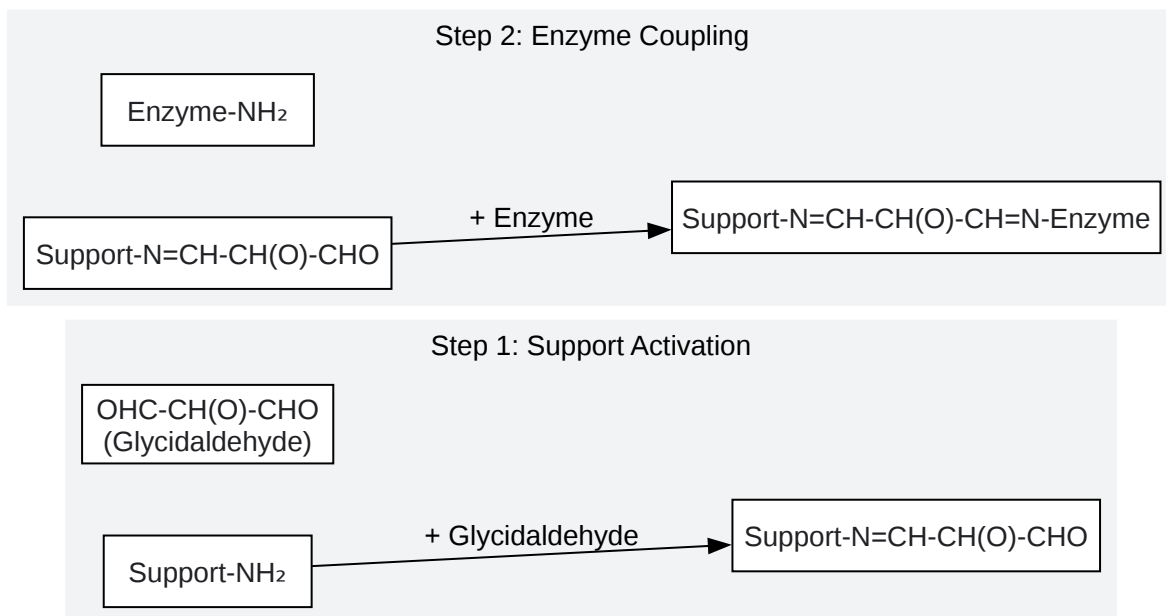 Step 2: Enzyme Coupling
Enzyme-NH₂
Support-N=CH-CH(O)-CHO
+ Enzyme
Support-N=CH-CH(O)-CH=N-Enzyme
Step 1: Support Activation
OHC-CH(O)-CHO
(Glycidaldehyde)
Support-NH₂
+ Glycidaldehyde
Support-N=CH-CH(O)-CHO